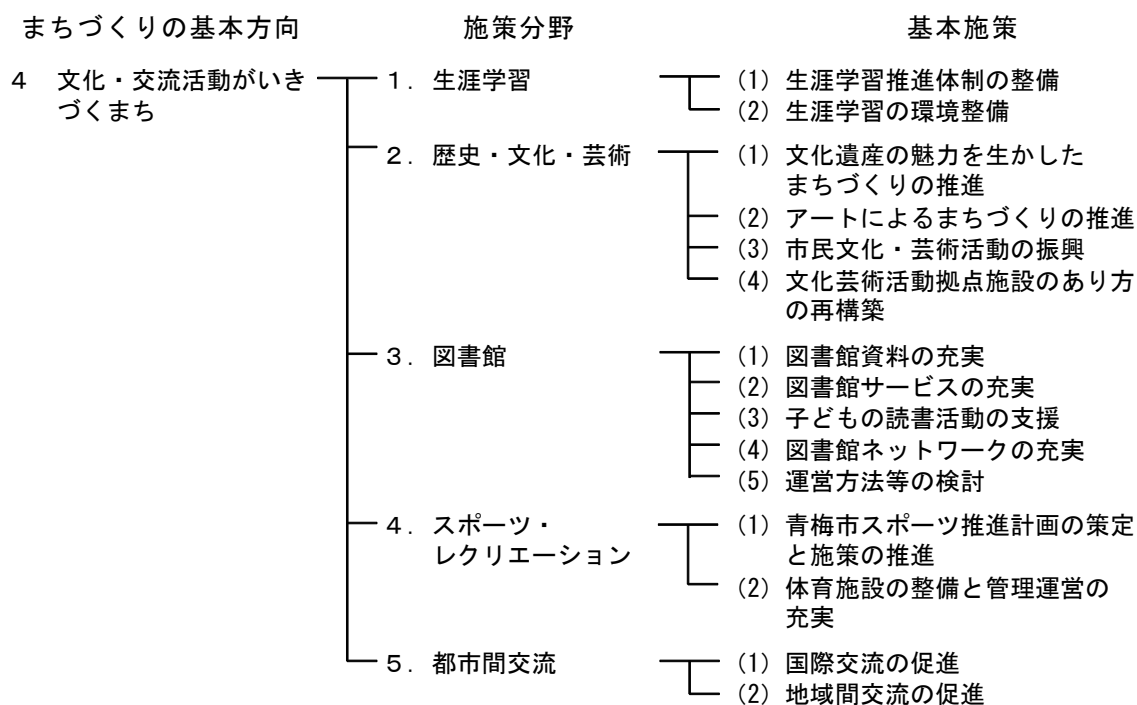 まちづくりの基本方向　施策分野　基本施策
４　文化・交流活動がいき　１．生涯学習　(1) 生涯学習推進体制の整備
づくまち　(2) 生涯学習の環境整備
２．歴史・文化・芸術　(1) 文化遺産の魅力を生かした
まちづくりの推進
(2) アートによるまちづくりの推進
(3) 市民文化・芸術活動の振興
(4) 文化芸術活動拠点施設のあり方
の再構築
３．図書館　(1) 図書館資料の充実
(2) 図書館サービスの充実
(3) 子どもの読書活動の支援
(4) 図書館ネットワークの充実
(5) 運営方法等の検討
４．スポーツ・　(1) 青梅市スポーツ推進計画の策定
レクリエーション　と施策の推進
(2) 体育施設の整備と管理運営の
充実
５．都市間交流　(1) 国際交流の促進
(2) 地域間交流の促進